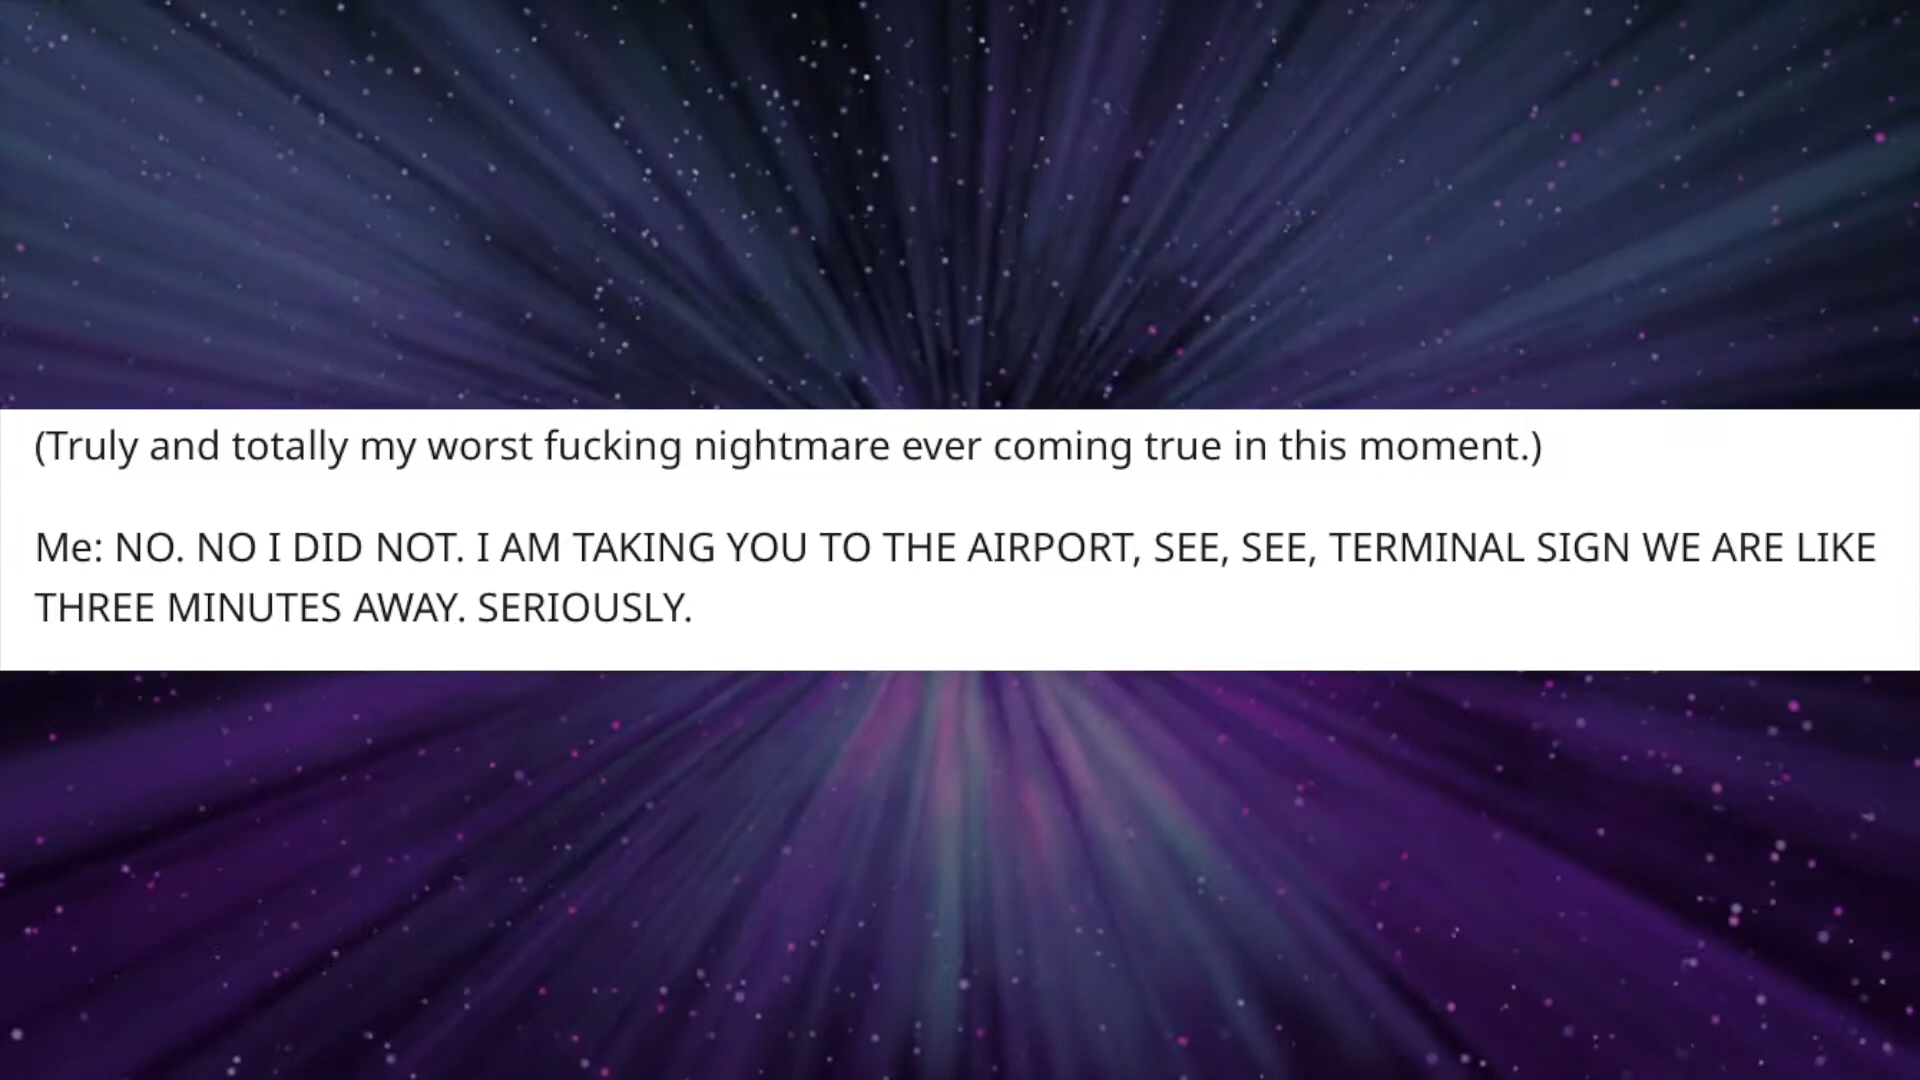 (Truly and totally my worst fucking nightmare ever coming true in this moment.)
Me: NO. NO I DID NOT. I AM TAKING YOU TO THE AIRPORT, SEE, SEE, TERMINAL SIGN WE ARE LIKE
THREE MINUTES AWAY. SERIOUSLY.